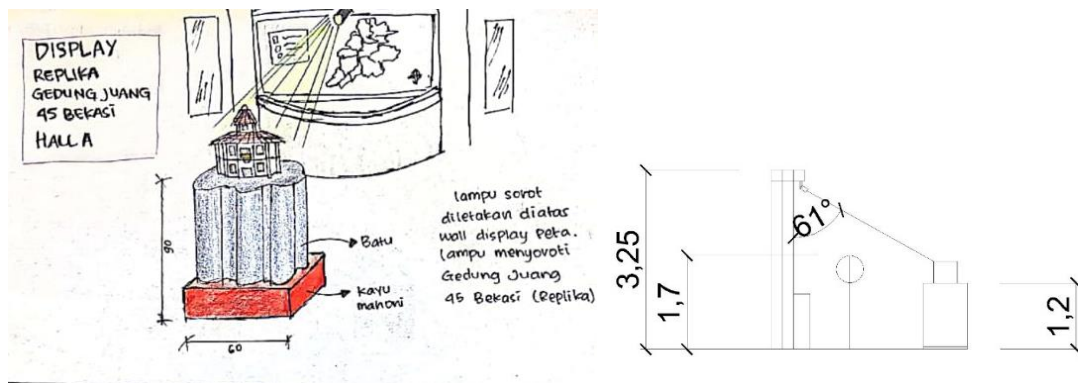 DISPLAY
REPLIKA
GEDUNG JUANG
45 BEKASI
HALL A
90
60
Batu
kayu
mahoni
lampu sorot
diletakan diatas
wall display peta.
lampu menyoroti
Gedung Juang
45 Bekasi (Replika)
3,25
1,7
61°
1,2